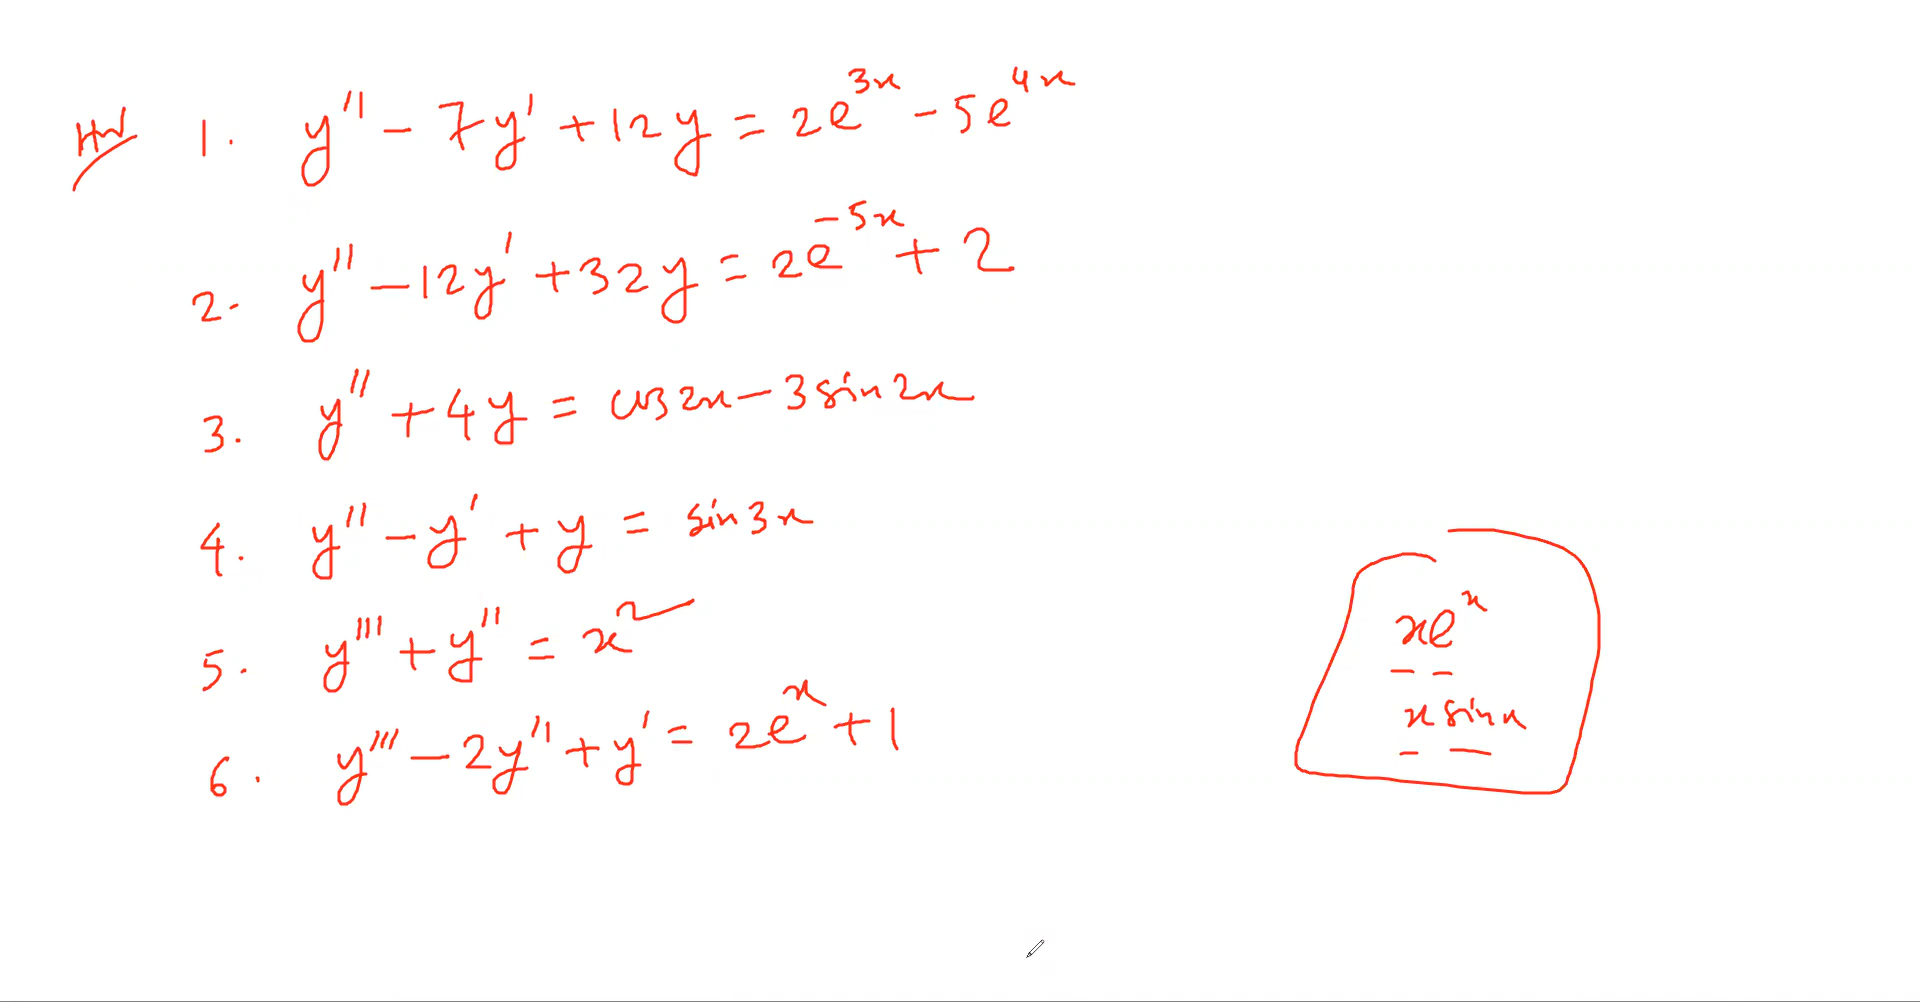 HW 1. y'' - 7y' + 12y = 2e^{3x} - 5e^{4x}
2. y'' - 12y' + 32y = 2e^{-5x} + 2
3. y'' + 4y = cos 2x - 3 sin 2x
4. y'' - y' + y = sin 3x
5. y''' + y'' = x^2
6. y''' - 2y'' + y' = 2e^x + 1
xe^x
x sin x